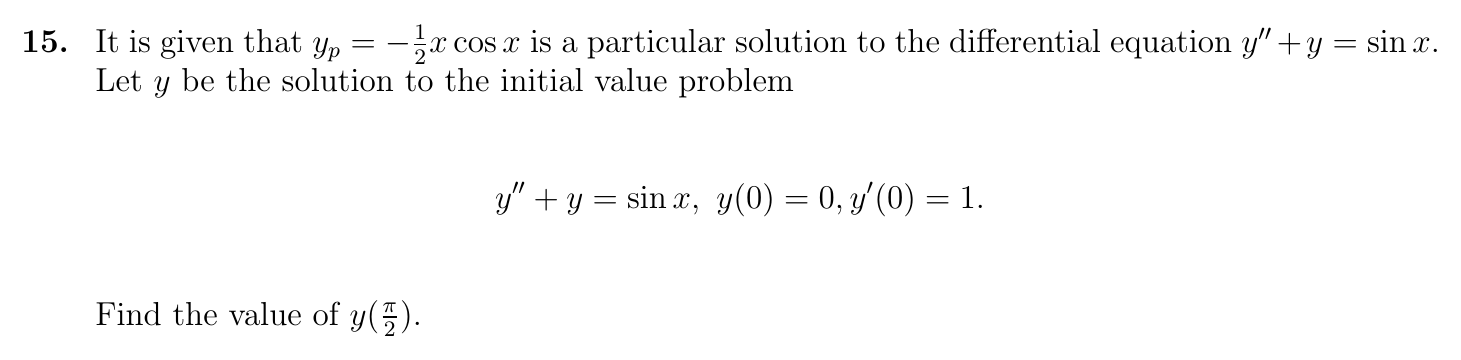 15. It is given that $y_p = -\frac{1}{2}x\cos x$ is a particular solution to the differential equation $y'' + y = \sin x$.
Let $y$ be the solution to the initial value problem
$y'' + y = \sin x, \ y(0) = 0, y'(0) = 1.$
Find the value of $y(\frac{\pi}{2})$.